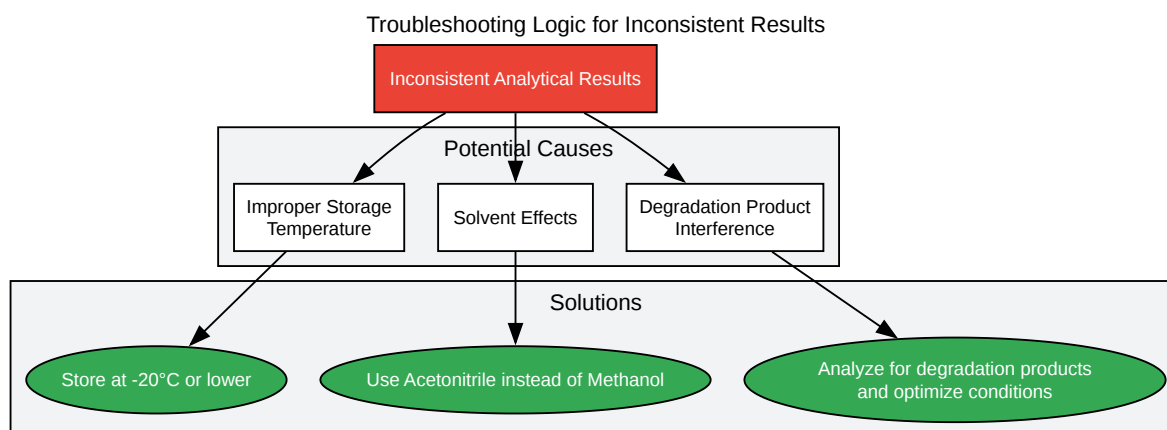 Troubleshooting Logic for Inconsistent Results
Inconsistent Analytical Results
Potential Causes
Improper Storage
Temperature
Solvent Effects
Degradation Product
Interference
Solutions
Store at -20°C or lower
Use Acetonitrile instead of Methanol
Analyze for degradation products
and optimize conditions